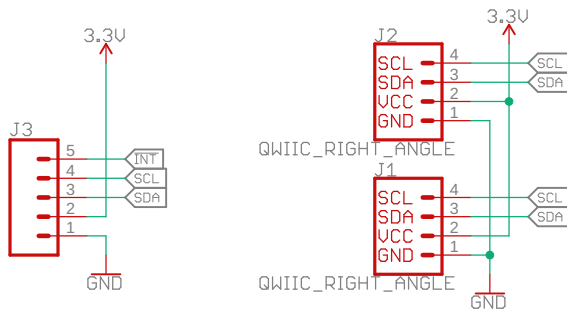 3.3V
J3
5
INT
4
SCL
3
SDA
2
1
GND
3.3V
J2
SCL 4 SCL
SDA 3 SDA
VCC 2
GND 1
QWIIC_RIGHT_ANGLE
J1
SCL 4 SCL
SDA 3 SDA
VCC 2
GND 1
QWIIC_RIGHT_ANGLE
GND